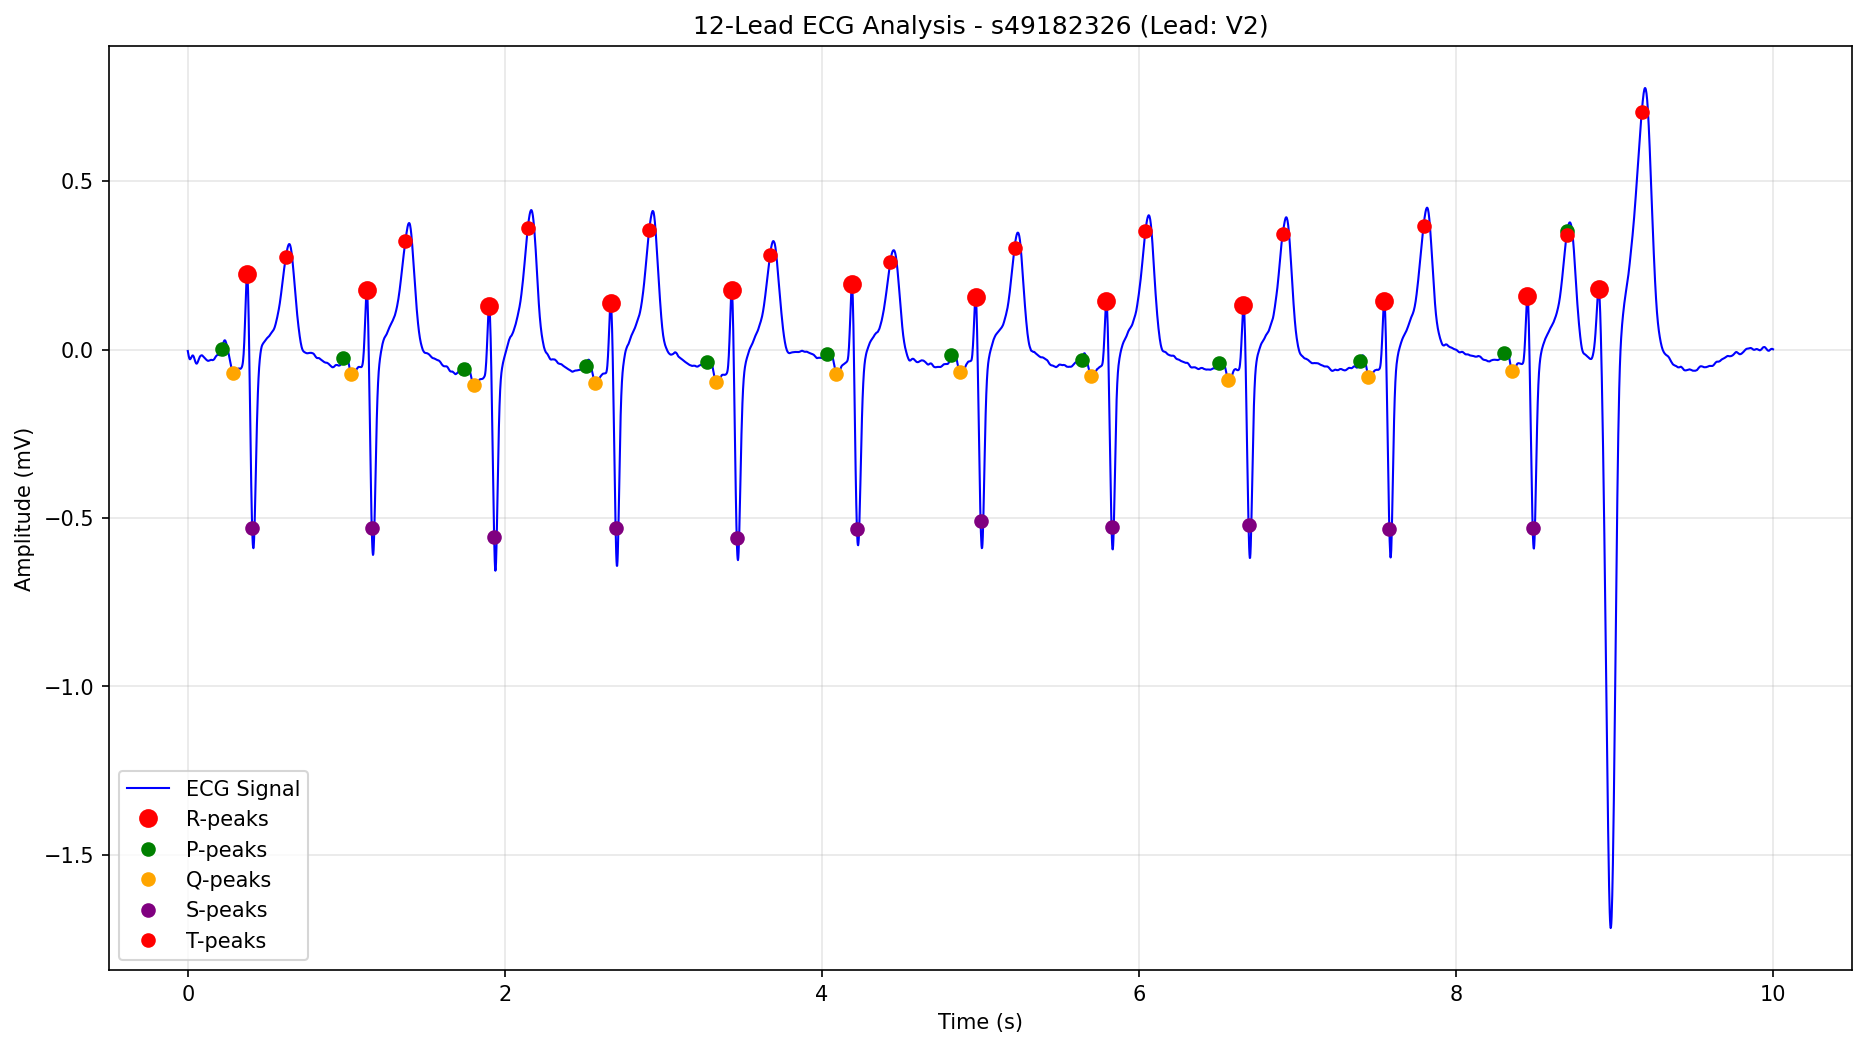 12-Lead ECG Analysis - s49182326 (Lead: V2)
Amplitude (mV)
0.5
0.0
−0.5
−1.0
−1.5
ECG Signal
R-peaks
P-peaks
Q-peaks
S-peaks
T-peaks
0 2 4 6 8 10
Time (s)